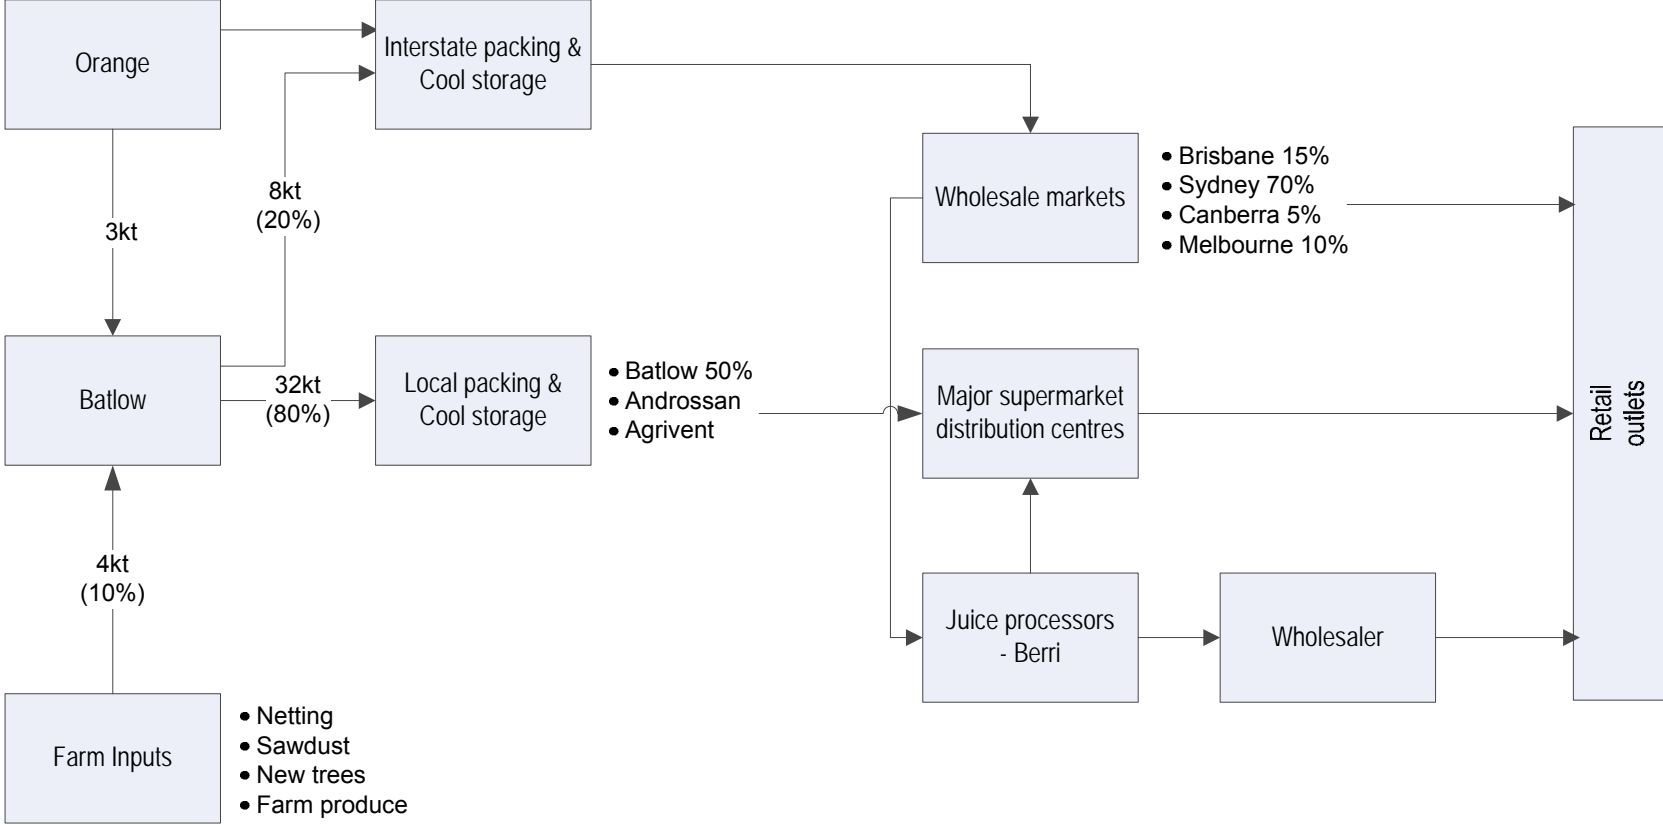 Orange
Interstate packing &
Cool storage
8kt
(20%)
3kt
Wholesale markets
• Brisbane 15%
• Sydney 70%
• Canberra 5%
• Melbourne 10%
Batlow
32kt
(80%)
Local packing &
Cool storage
• Batlow 50%
• Androssan
• Agrivent
Major supermarket
distribution centres
Retail
outlets
4kt
(10%)
Juice processors
- Berri
Wholesaler
Farm Inputs
• Netting
• Sawdust
• New trees
• Farm produce